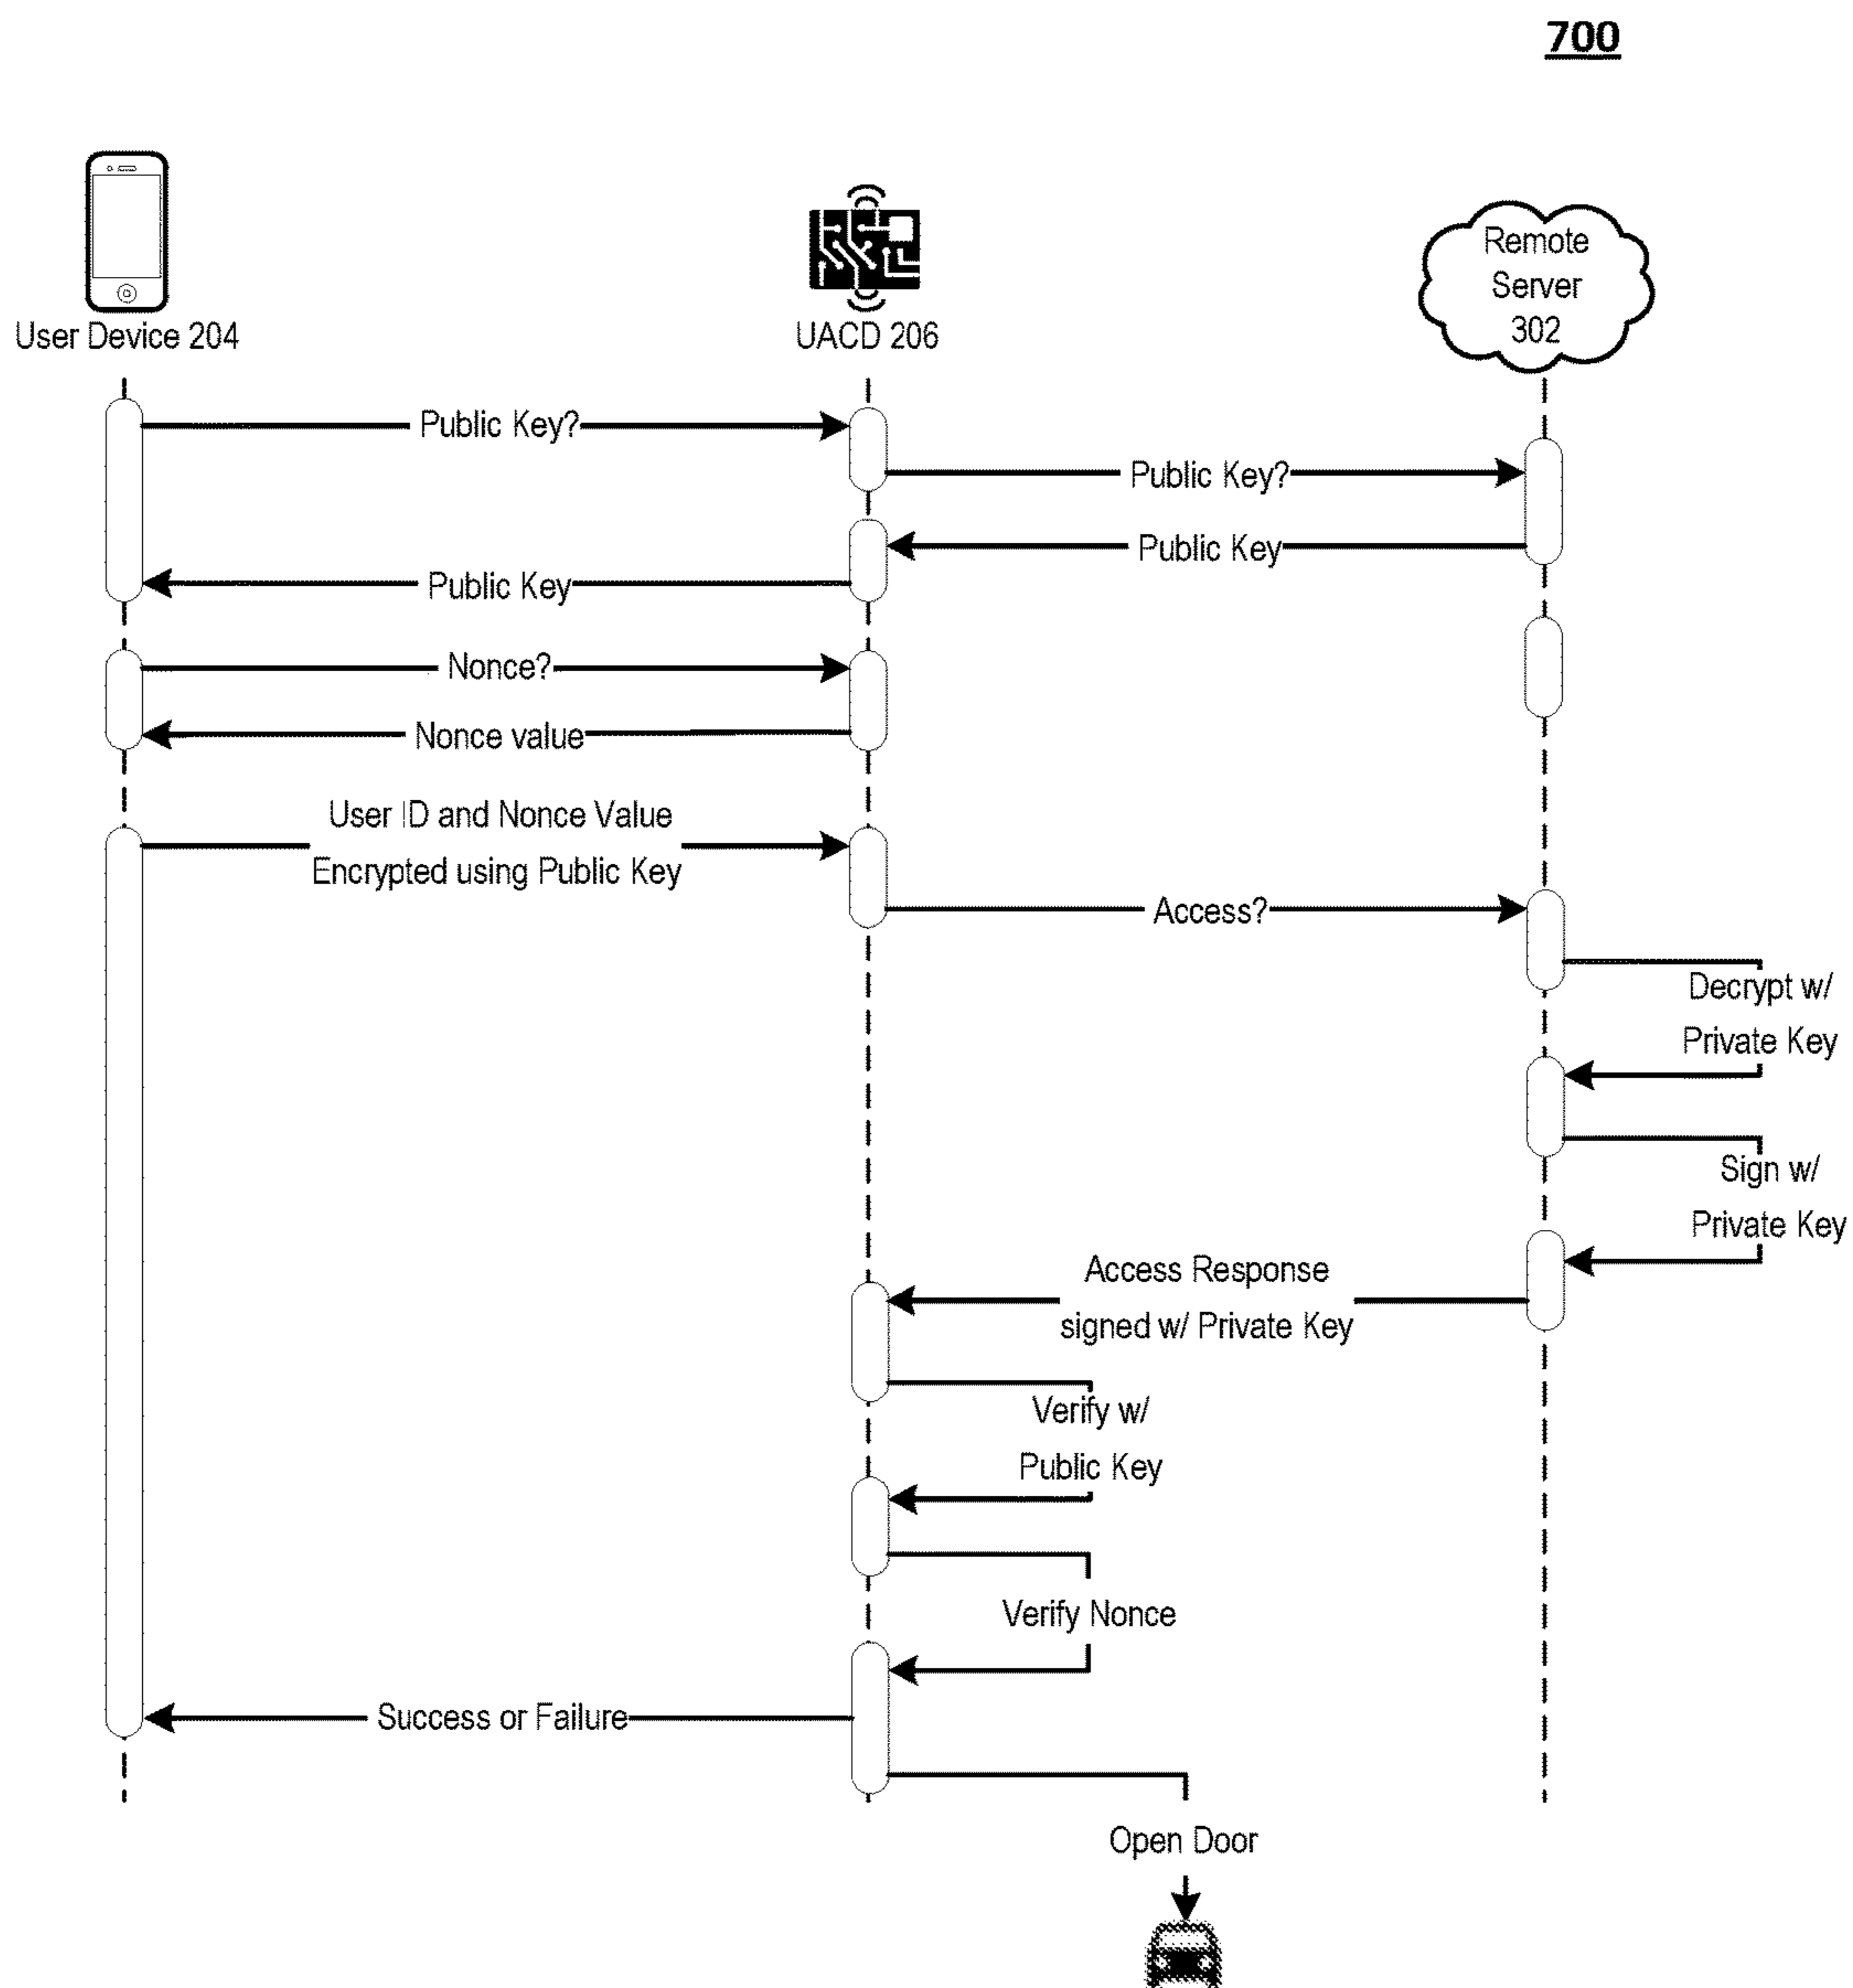 700
Remote
Server
302
User Device 204
UACD 206
Public Key?
Public Key?
Public Key
Public Key
Nonce?
Nonce value
User ID and Nonce Value
Encrypted using Public Key
Access?
Decrypt w/
Private Key
Sign w/
Private Key
Access Response
signed w/ Private Key
Verify w/
Public Key
Verify Nonce
Success or Failure
Open Door